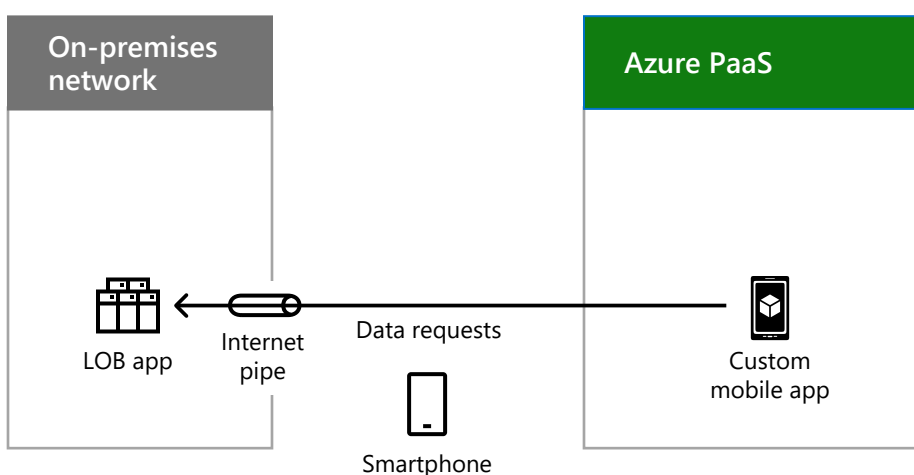 On-premises
network
Azure PaaS
LOB app
Internet
pipe
Data requests
Custom
mobile app
Smartphone